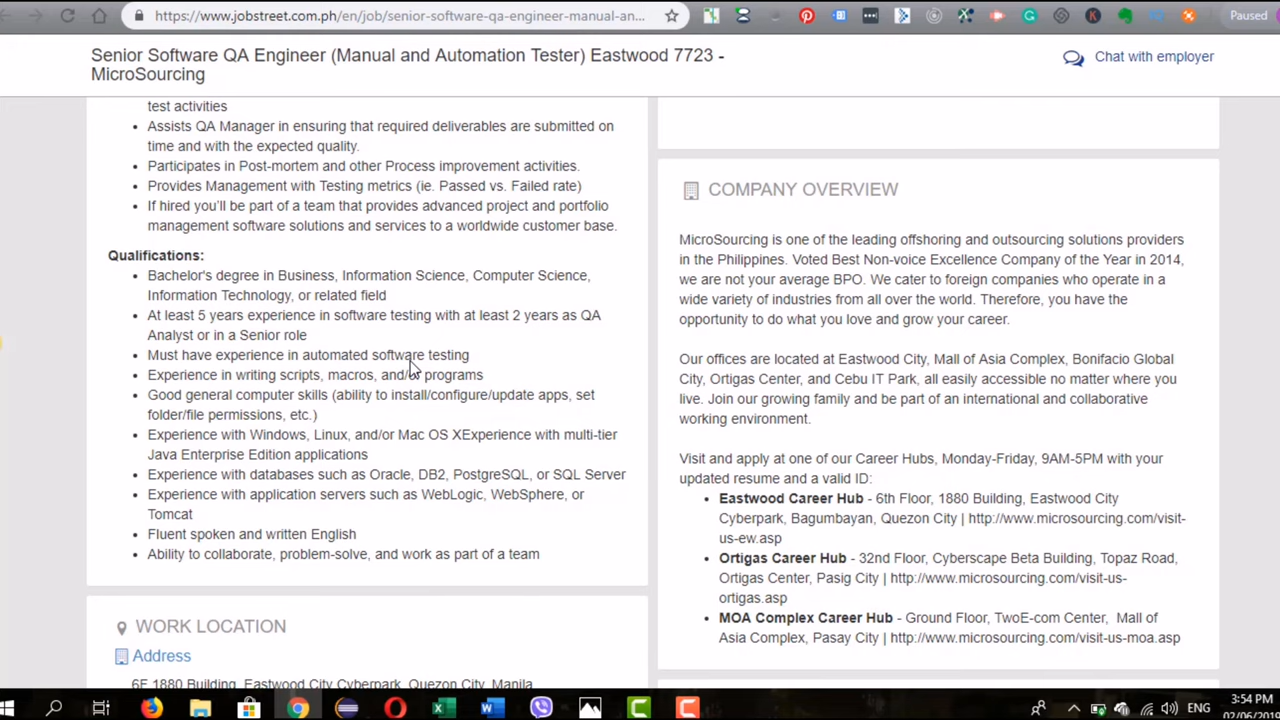 https://www.jobstreet.com.ph/en/job/senior-software-qa-engineer-manual-an...
Paused
Senior Software QA Engineer (Manual and Automation Tester) Eastwood 7723 -
MicroSourcing
Chat with employer
test activities
• Assists QA Manager in ensuring that required deliverables are submitted on
time and with the expected quality.
• Participates in Post-mortem and other Process improvement activities.
• Provides Management with Testing metrics (ie. Passed vs. Failed rate)
• If hired you'll be part of a team that provides advanced project and portfolio
management software solutions and services to a worldwide customer base.
Qualifications:
• Bachelor's degree in Business, Information Science, Computer Science,
Information Technology, or related field
• At least 5 years experience in software testing with at least 2 years as QA
Analyst or in a Senior role
• Must have experience in automated software testing
• Experience in writing scripts, macros, and/or programs
• Good general computer skills (ability to install/configure/update apps, set
folder/file permissions, etc.)
• Experience with Windows, Linux, and/or Mac OS XExperience with multi-tier
Java Enterprise Edition applications
• Experience with databases such as Oracle, DB2, PostgreSQL, or SQL Server
• Experience with application servers such as WebLogic, WebSphere, or
Tomcat
• Fluent spoken and written English
• Ability to collaborate, problem-solve, and work as part of a team
WORK LOCATION
Address
6F 1880 Building, Eastwood City Cyberpark, Quezon City, Manila
COMPANY OVERVIEW
MicroSourcing is one of the leading offshoring and outsourcing solutions providers
in the Philippines. Voted Best Non-voice Excellence Company of the Year in 2014,
we are not your average BPO. We cater to foreign companies who operate in a
wide variety of industries from all over the world. Therefore, you have the
opportunity to do what you love and grow your career.
Our offices are located at Eastwood City, Mall of Asia Complex, Bonifacio Global
City, Ortigas Center, and Cebu IT Park, all easily accessible no matter where you
live. Join our growing family and be part of an international and collaborative
working environment.
Visit and apply at one of our Career Hubs, Monday-Friday, 9AM-5PM with your
updated resume and a valid ID:
• Eastwood Career Hub - 6th Floor, 1880 Building, Eastwood City
Cyberpark, Bagumbayan, Quezon City | http://www.microsourcing.com/visit-
us-ew.asp
• Ortigas Career Hub - 32nd Floor, Cyberscape Beta Building, Topaz Road,
Ortigas Center, Pasig City | http://www.microsourcing.com/visit-us-
ortigas.asp
• MOA Complex Career Hub - Ground Floor, TwoE-com Center, Mall of
Asia Complex, Pasay City | http://www.microsourcing.com/visit-us-moa.asp
ENG
3:54 PM